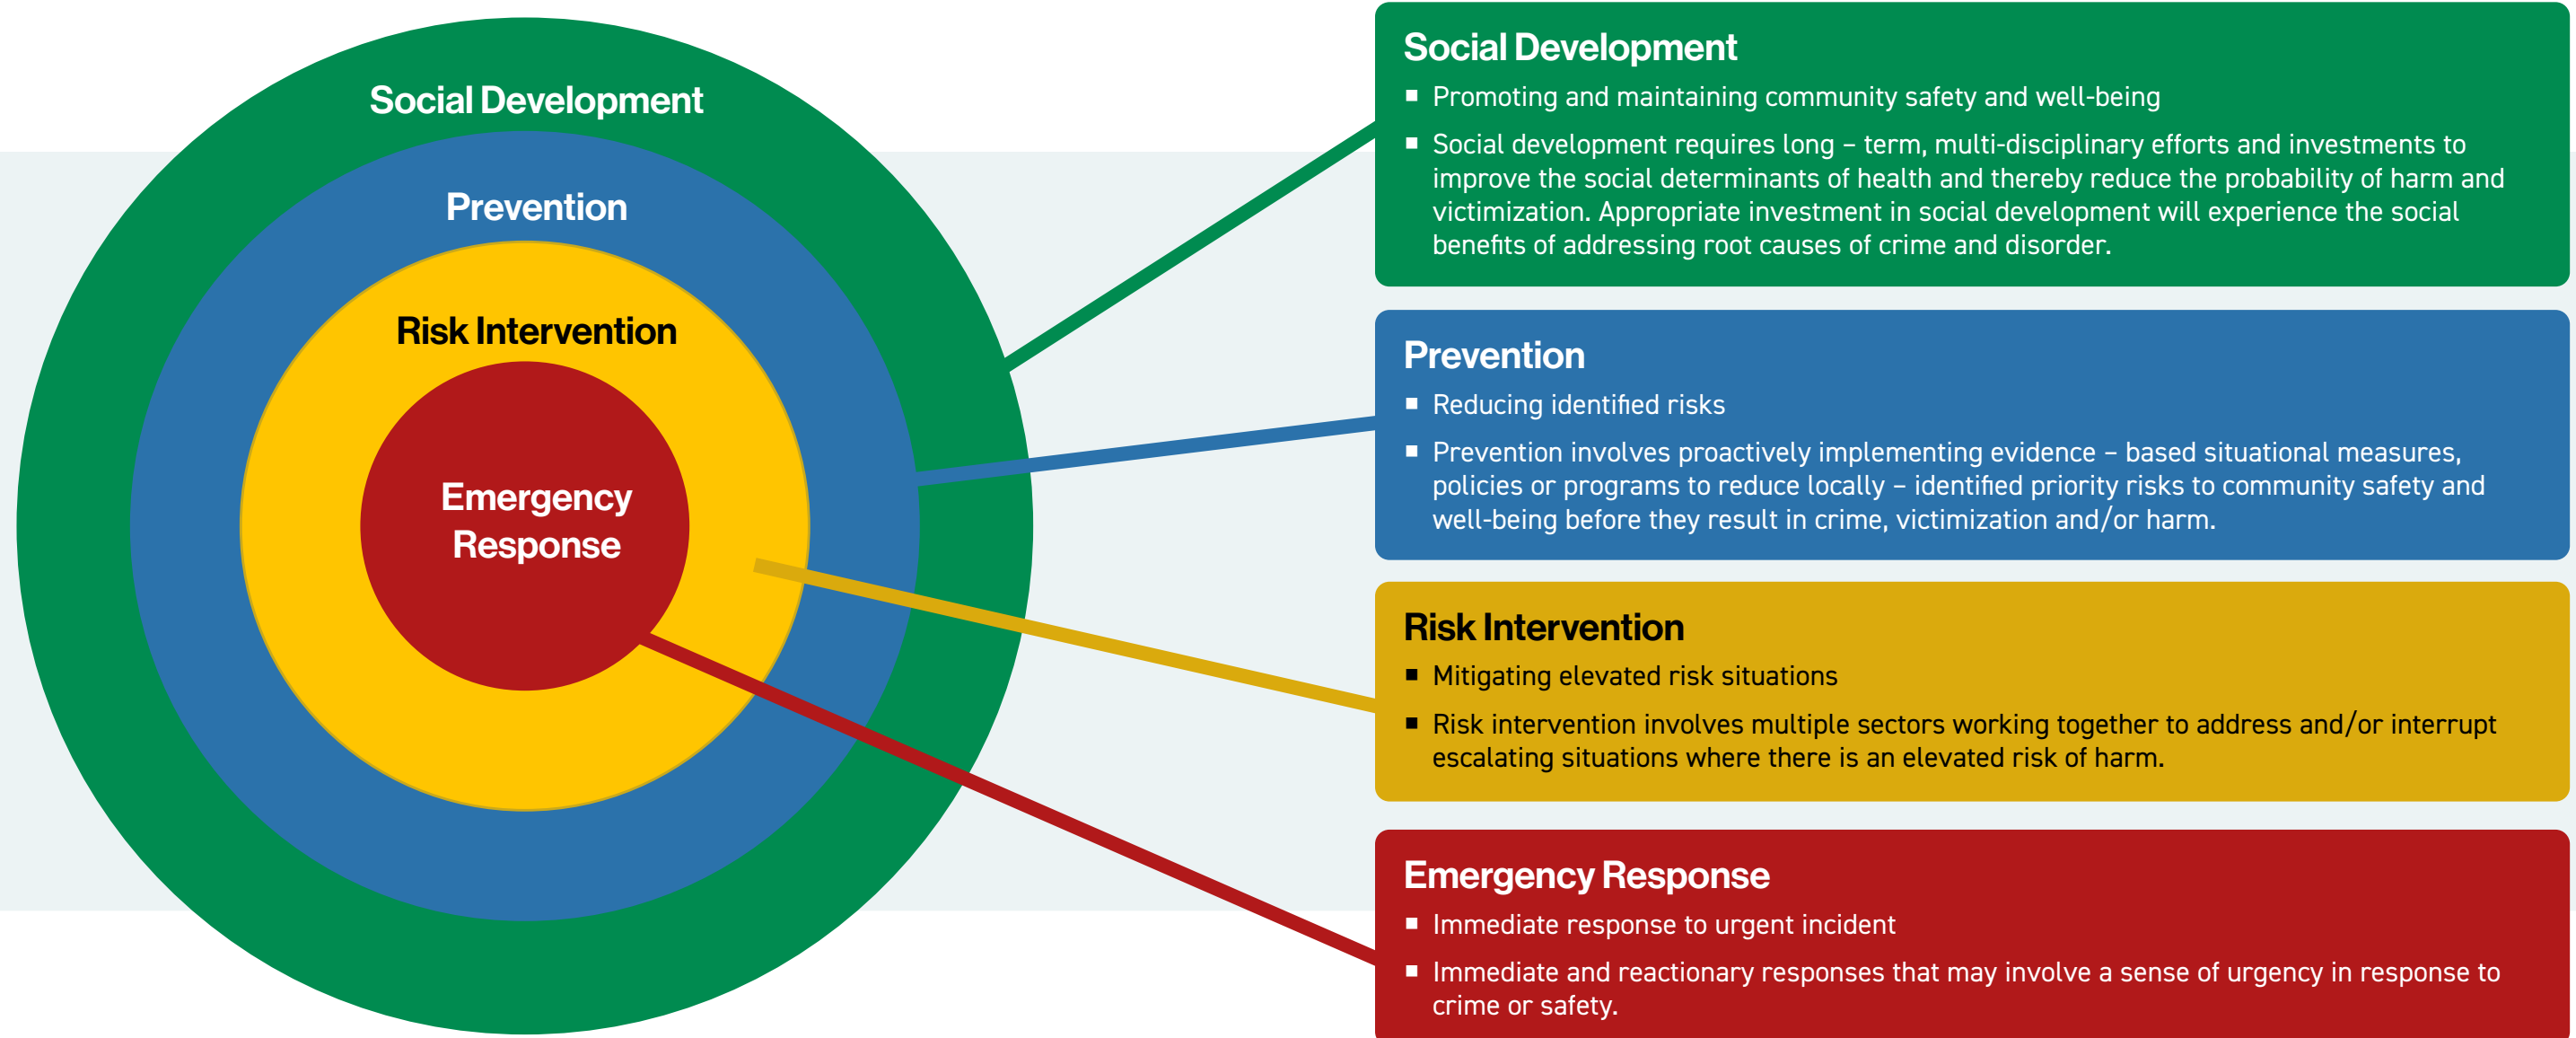 Social Development
Prevention
Risk Intervention
Emergency
Response
Social Development
▪ Promoting and maintaining community safety and well-being
▪ Social development requires long – term, multi-disciplinary efforts and investments to
improve the social determinants of health and thereby reduce the probability of harm and
victimization. Appropriate investment in social development will experience the social
benefits of addressing root causes of crime and disorder.
Prevention
▪ Reducing identified risks
▪ Prevention involves proactively implementing evidence – based situational measures,
policies or programs to reduce locally – identified priority risks to community safety and
well-being before they result in crime, victimization and/or harm.
Risk Intervention
▪ Mitigating elevated risk situations
▪ Risk intervention involves multiple sectors working together to address and/or interrupt
escalating situations where there is an elevated risk of harm.
Emergency Response
▪ Immediate response to urgent incident
▪ Immediate and reactionary responses that may involve a sense of urgency in response to
crime or safety.